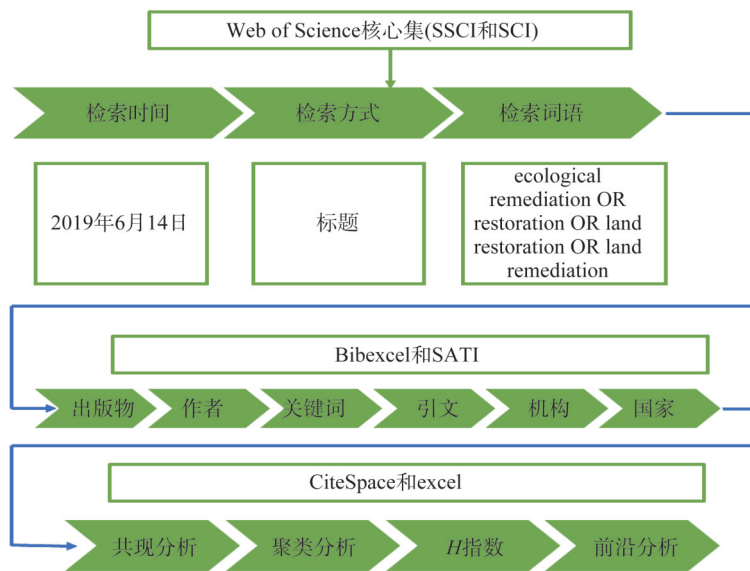 Web of Science核心集(SSCI和SCI)
检索时间
检索方式
检索词语
2019年6月14日
标题
ecological
remediation OR
restoration OR land
restoration OR land
remediation
Bibexcel和SATI
出版物
作者
关键词
引文
机构
国家
CiteSpace和excel
共现分析
聚类分析
H指数
前沿分析